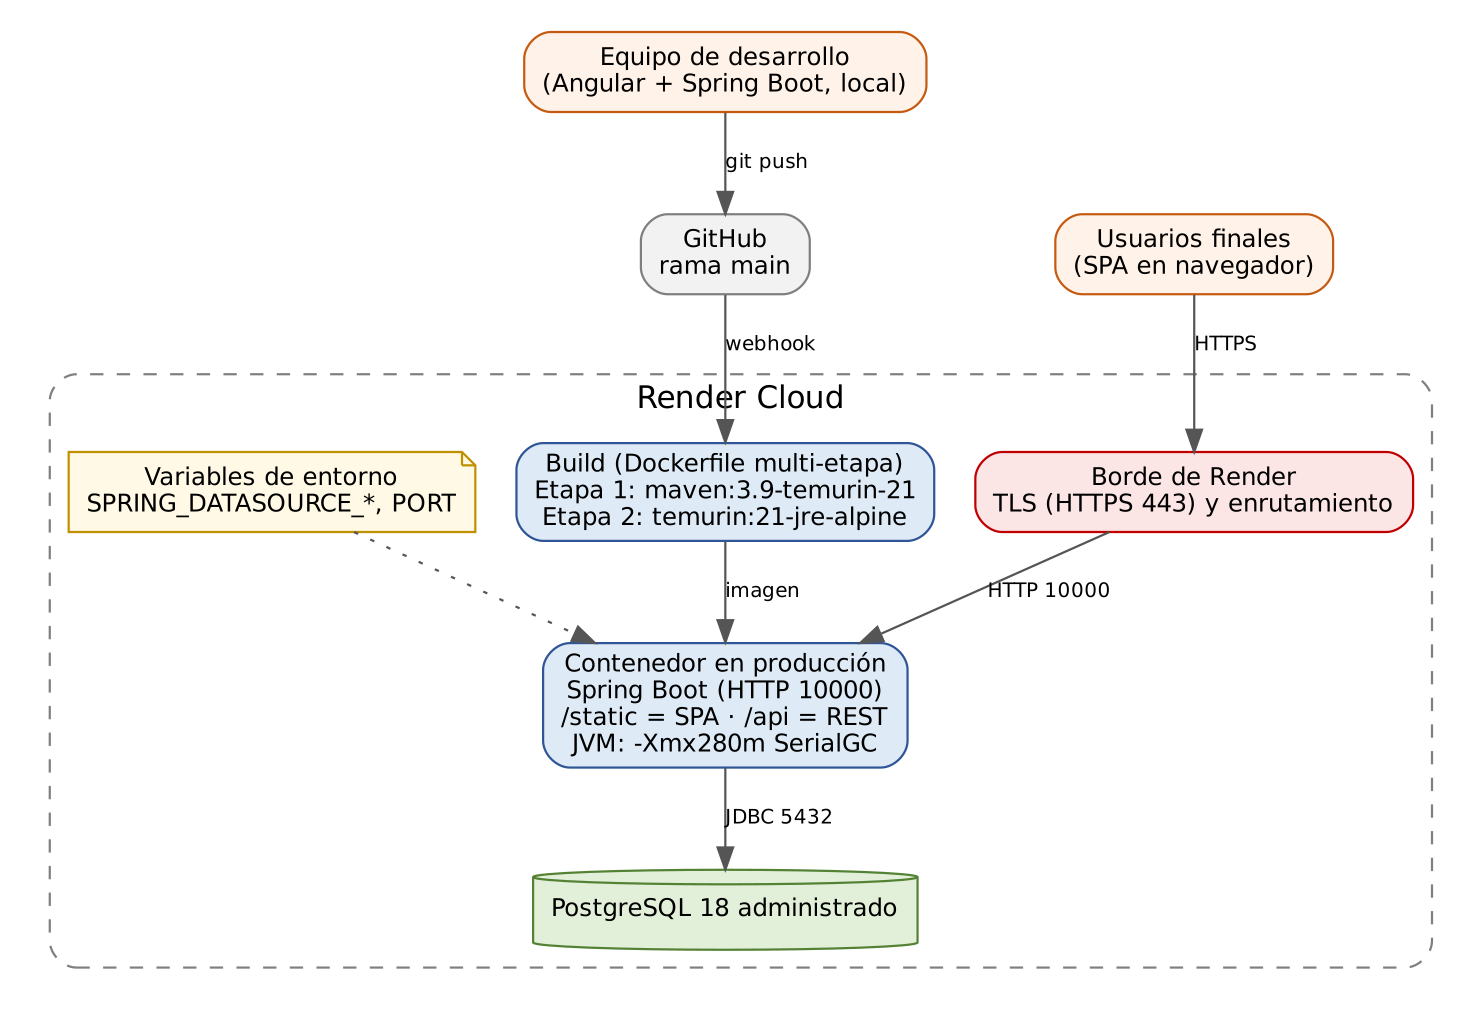 Equipo de desarrollo
(Angular + Spring Boot, local)
git push
GitHub
rama main
Usuarios finales
(SPA en navegador)
webhook
HTTPS
Render Cloud
Variables de entorno
SPRING_DATASOURCE_*, PORT
Build (Dockerfile multi-etapa)
Etapa 1: maven:3.9-temurin-21
Etapa 2: temurin:21-jre-alpine
Borde de Render
TLS (HTTPS 443) y enrutamiento
imagen
HTTP 10000
Contenedor en producción
Spring Boot (HTTP 10000)
/static = SPA · /api = REST
JVM: -Xmx280m SerialGC
JDBC 5432
PostgreSQL 18 administrado